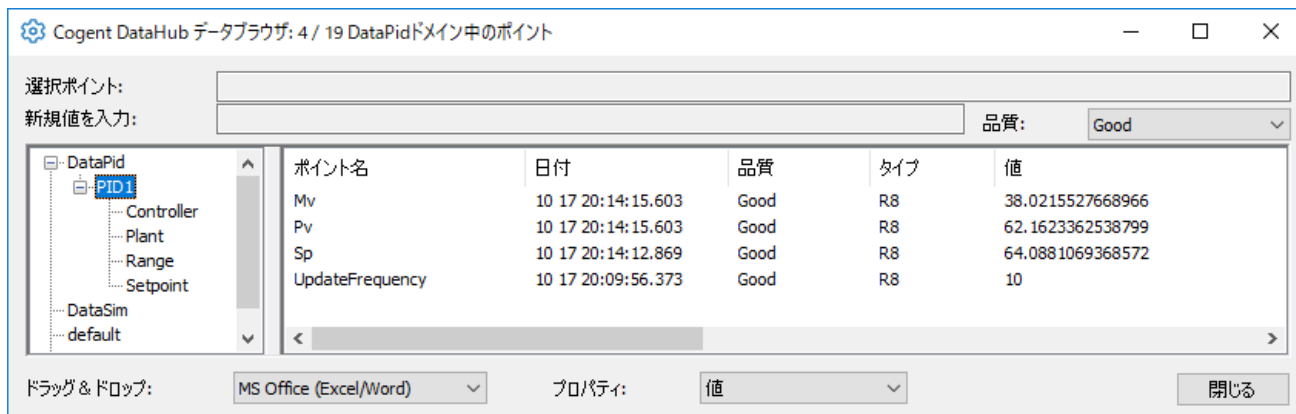 Cogent DataHub データブラウザ: 4 / 19 DataPidドメイン中のポイント
選択ポイント:
新規値を入力: 品質: Good
DataPid
PID1
Controller
Plant
Range
Setpoint
DataSim
default
ポイント名 日付 品質 タイプ 値
Mv 10 17 20:14:15.603 Good R8 38.0215527668966
Pv 10 17 20:14:15.603 Good R8 62.1623362538799
Sp 10 17 20:14:12.869 Good R8 64.0881069368572
UpdateFrequency 10 17 20:09:56.373 Good R8 10
ドラッグ & ドロップ: MS Office (Excel/Word) プロパティ: 値 閉じる